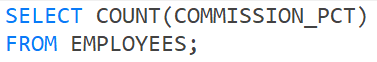 SELECT COUNT(COMMISSION_PCT)
FROM EMPLOYEES;